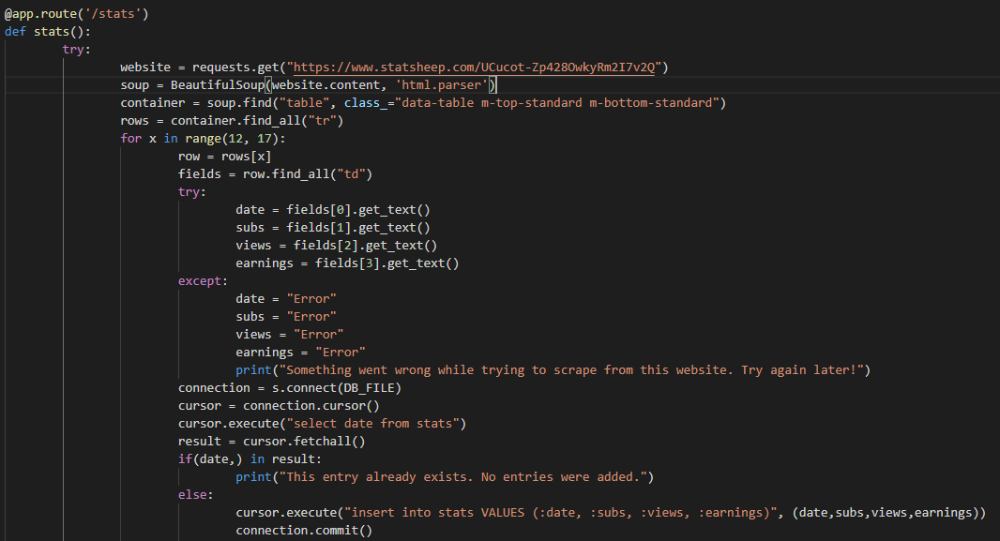 @app.route('/stats')
def stats():
try:
website = requests.get("https://www.statsheep.com/UCucot-Zp428OwkyRm2I7v2Q")
soup = BeautifulSoup(website.content, 'html.parser')
container = soup.find("table", class_="data-table m-top-standard m-bottom-standard")
rows = container.find_all("tr")
for x in range(12, 17):
row = rows[x]
fields = row.find_all("td")
try:
date = fields[0].get_text()
subs = fields[1].get_text()
views = fields[2].get_text()
earnings = fields[3].get_text()
except:
date = "Error"
subs = "Error"
views = "Error"
earnings = "Error"
print("Something went wrong while trying to scrape from this website. Try again later!")
connection = s.connect(DB_FILE)
cursor = connection.cursor()
cursor.execute("select date from stats")
result = cursor.fetchall()
if(date,) in result:
print("This entry already exists. No entries were added.")
else:
cursor.execute("insert into stats VALUES (:date, :subs, :views, :earnings)", (date,subs,views,earnings))
connection.commit()